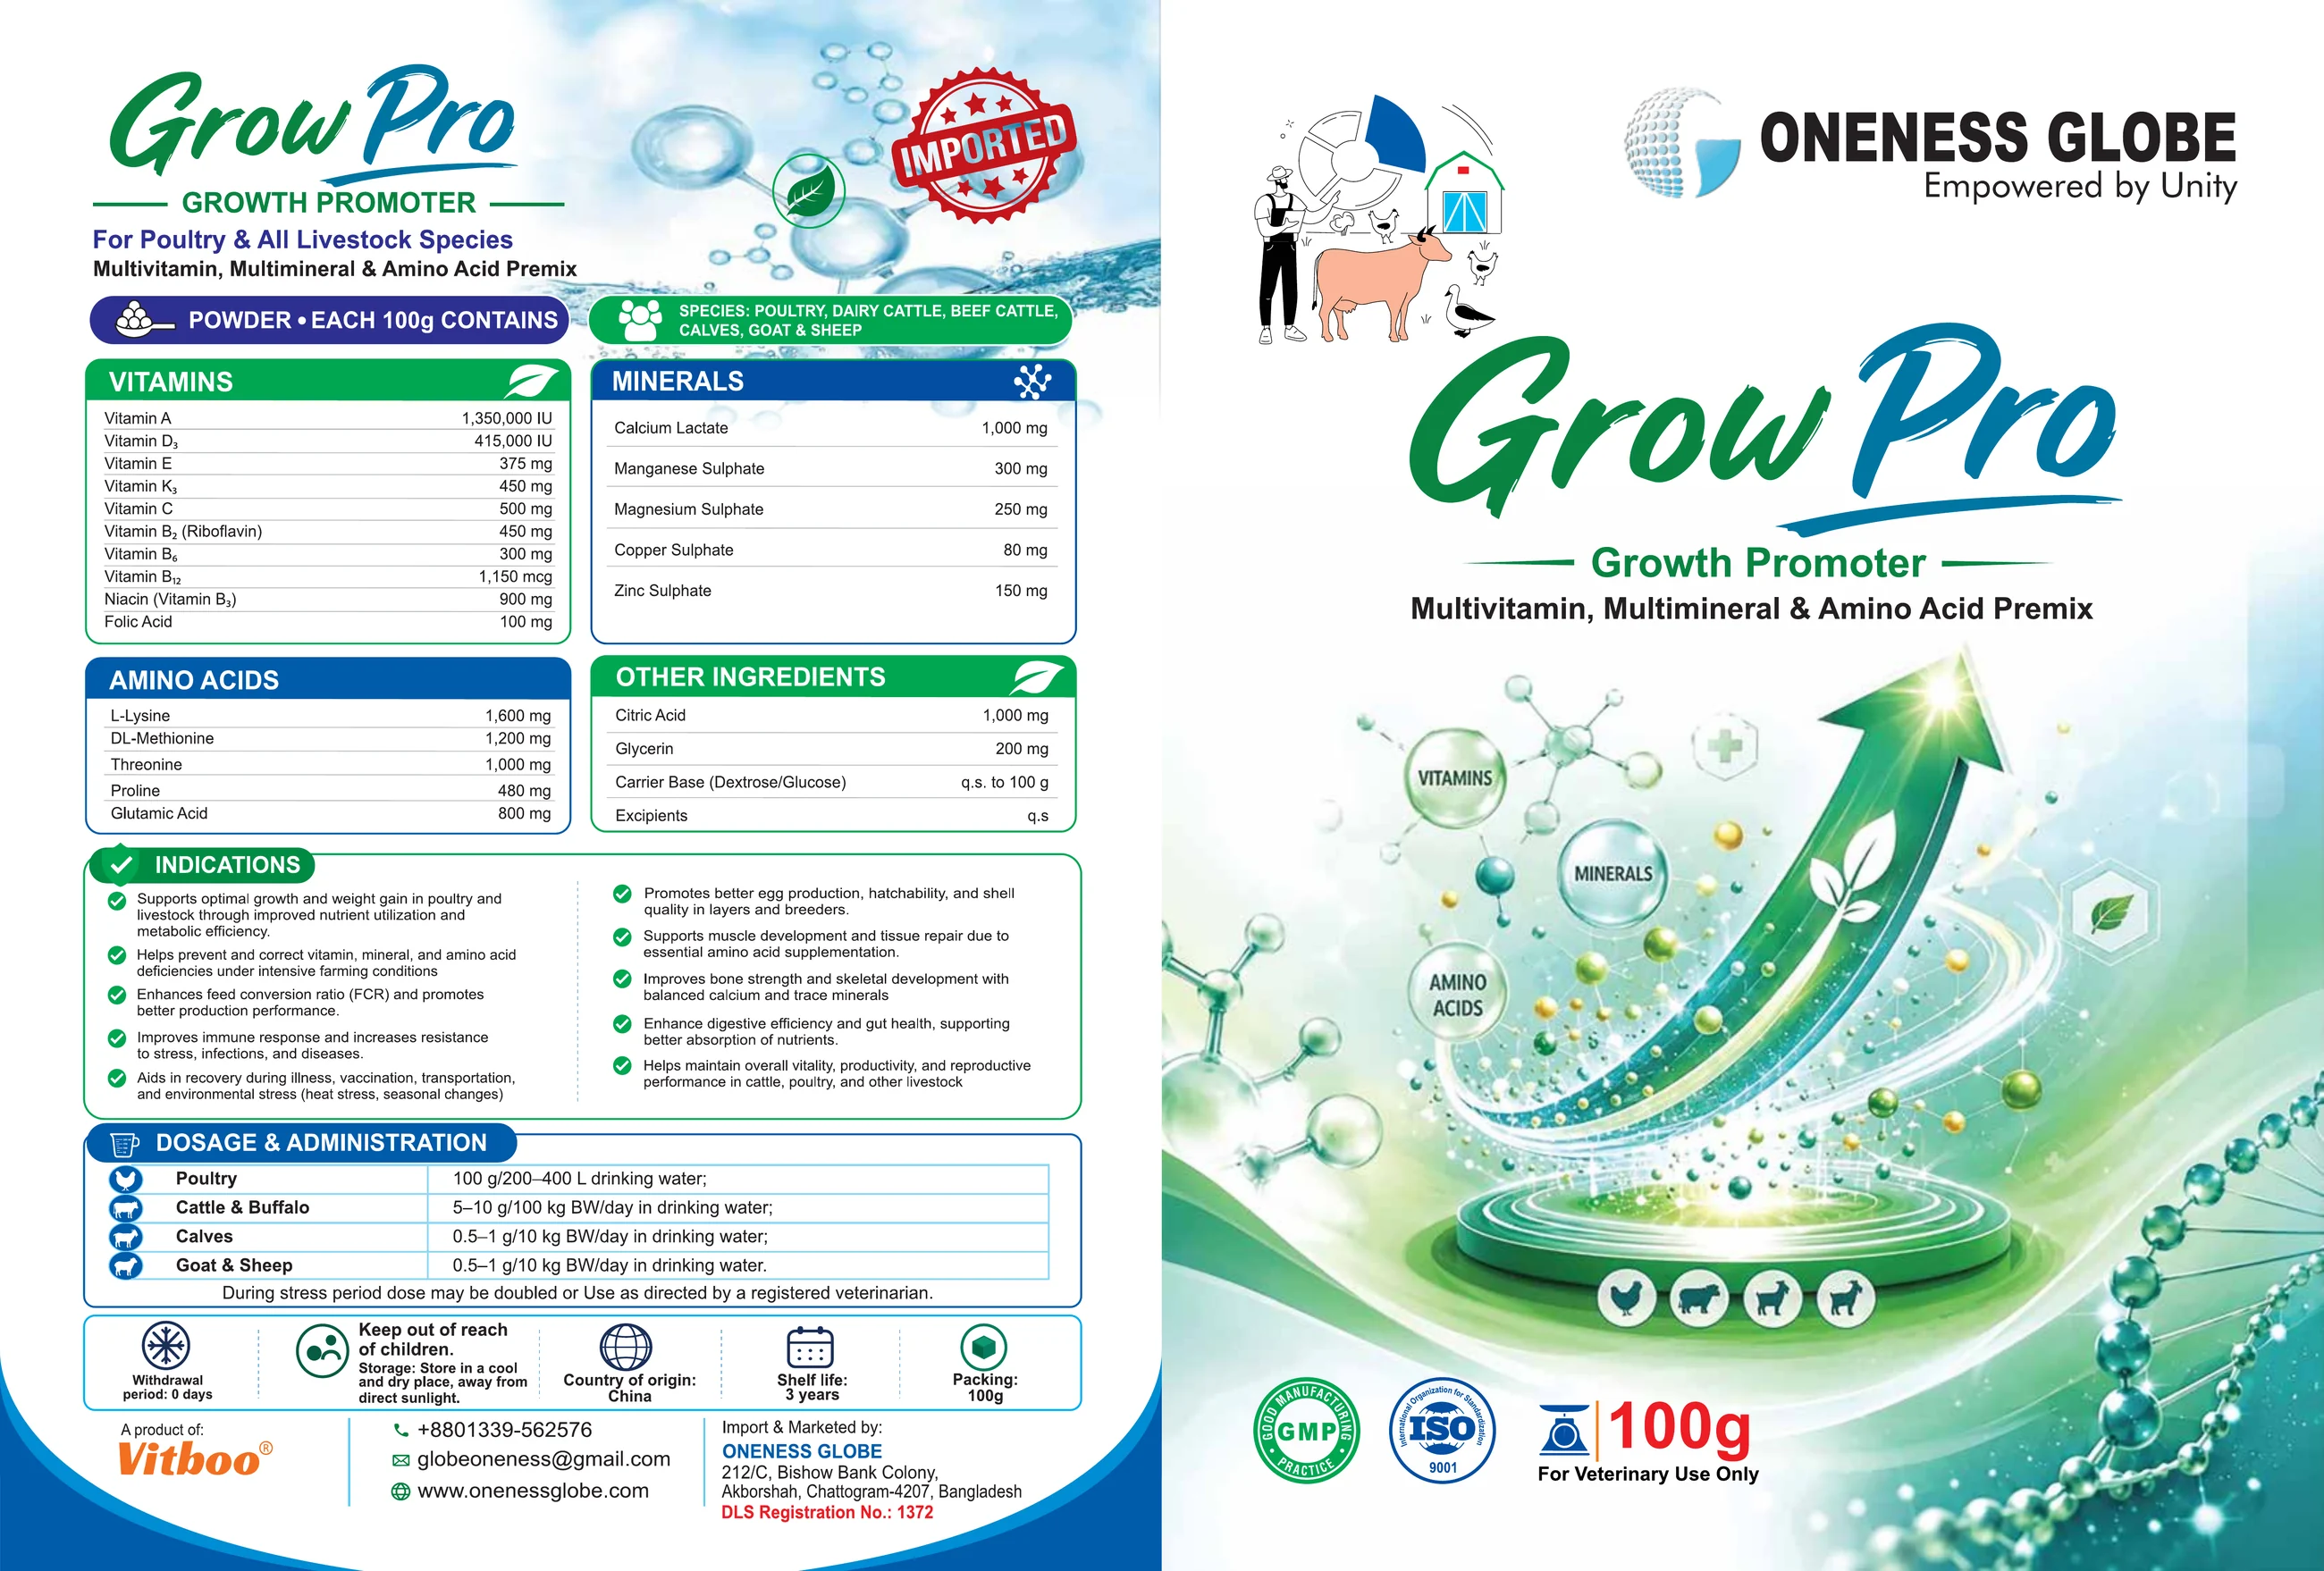 Grow Pro
GROWTH PROMOTER
For Poultry & All Livestock Species
Multivitamin, Multimineral & Amino Acid Premix
IMPORTED
POWDER • EACH 100g CONTAINS
SPECIES: POULTRY, DAIRY CATTLE, BEEF CATTLE,
CALVES, GOAT & SHEEP
VITAMINS
Vitamin A 1,350,000 IU
Vitamin D₃ 415,000 IU
Vitamin E 375 mg
Vitamin K₃ 450 mg
Vitamin C 500 mg
Vitamin B₂ (Riboflavin) 450 mg
Vitamin B₆ 300 mg
Vitamin B₁₂ 1,150 mcg
Niacin (Vitamin B₃) 900 mg
Folic Acid 100 mg
MINERALS
Calcium Lactate 1,000 mg
Manganese Sulphate 300 mg
Magnesium Sulphate 250 mg
Copper Sulphate 80 mg
Zinc Sulphate 150 mg
AMINO ACIDS
L-Lysine 1,600 mg
DL-Methionine 1,200 mg
Threonine 1,000 mg
Proline 480 mg
Glutamic Acid 800 mg
OTHER INGREDIENTS
Citric Acid 1,000 mg
Glycerin 200 mg
Carrier Base (Dextrose/Glucose) q.s. to 100 g
Excipients q.s
INDICATIONS
Supports optimal growth and weight gain in poultry and
livestock through improved nutrient utilization and
metabolic efficiency.
Helps prevent and correct vitamin, mineral, and amino acid
deficiencies under intensive farming conditions
Enhances feed conversion ratio (FCR) and promotes
better production performance.
Improves immune response and increases resistance
to stress, infections, and diseases.
Aids in recovery during illness, vaccination, transportation,
and environmental stress (heat stress, seasonal changes)
Promotes better egg production, hatchability, and shell
quality in layers and breeders.
Supports muscle development and tissue repair due to
essential amino acid supplementation.
Improves bone strength and skeletal development with
balanced calcium and trace minerals
Enhance digestive efficiency and gut health, supporting
better absorption of nutrients.
Helps maintain overall vitality, productivity, and reproductive
performance in cattle, poultry, and other livestock
DOSAGE & ADMINISTRATION
Poultry 100 g/200–400 L drinking water;
Cattle & Buffalo 5–10 g/100 kg BW/day in drinking water;
Calves 0.5–1 g/10 kg BW/day in drinking water;
Goat & Sheep 0.5–1 g/10 kg BW/day in drinking water.
During stress period dose may be doubled or Use as directed by a registered veterinarian.
Withdrawal
period: 0 days
Keep out of reach
of children.
Storage: Store in a cool
and dry place, away from
direct sunlight.
Country of origin:
China
Shelf life:
3 years
Packing:
100g
A product of:
Vitboo®
+8801339-562576
globeoneness@gmail.com
www.onenessglobe.com
Import & Marketed by:
ONENESS GLOBE
212/C, Bishow Bank Colony,
Akborshah, Chattogram-4207, Bangladesh
DLS Registration No.: 1372
ONENESS GLOBE
Empowered by Unity
Grow Pro
Growth Promoter
Multivitamin, Multimineral & Amino Acid Premix
VITAMINS
MINERALS
AMINO
ACIDS
GOOD MANUFACTURING
GMP
PRACTICE
International Organization for Standardization
ISO
9001
100g
For Veterinary Use Only